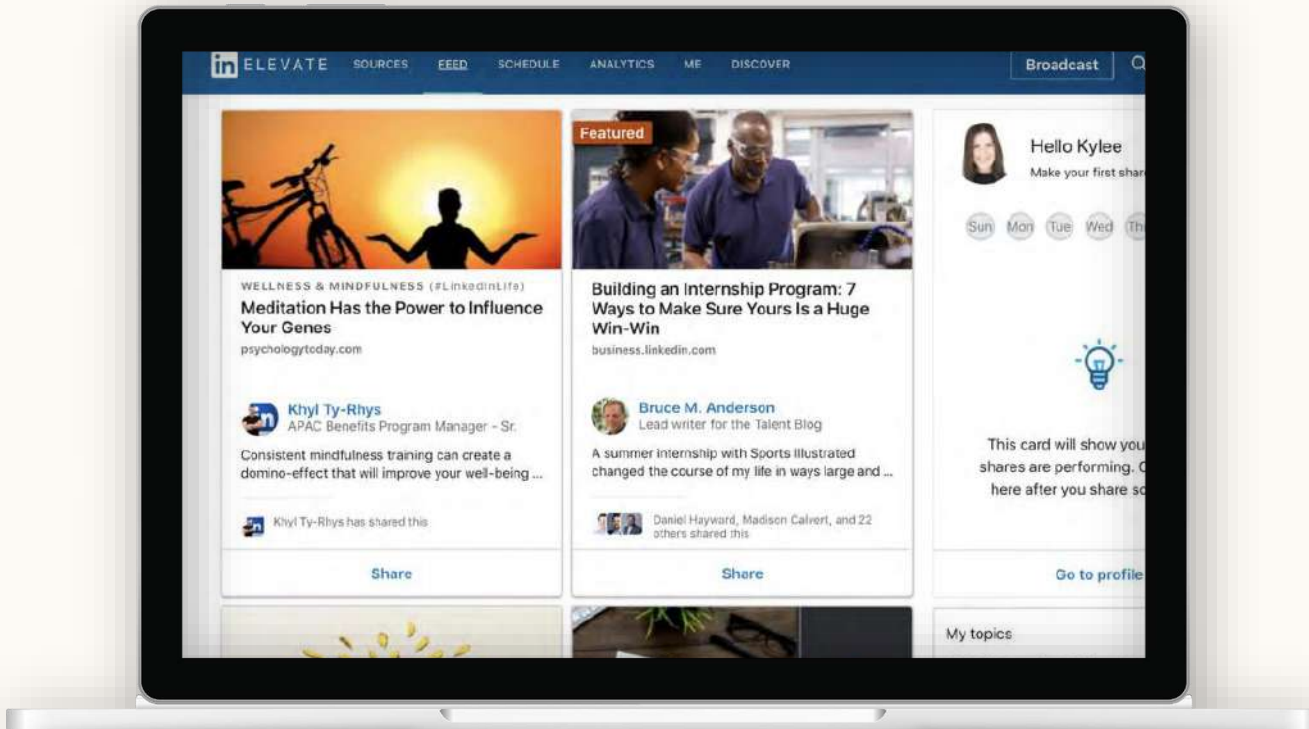 in ELEVATE SOURCES FEED SCHEDULE ANALYTICS ME DISCOVER Broadcast
Featured
WELLNESS & MINDFULNESS (#LinkedInLife)
Meditation Has the Power to Influence
Your Genes
psychologytoday.com
Khyl Ty-Rhys
APAC Benefits Program Manager - Sr.
Consistent mindfulness training can create a
domino-effect that will improve your well-being ...
Khyl Ty-Rhys has shared this
Share
Building an Internship Program: 7
Ways to Make Sure Yours Is a Huge
Win-Win
business.linkedin.com
Bruce M. Anderson
Lead writer for the Talent Blog
A summer internship with Sports Illustrated
changed the course of my life in ways large and ...
Daniel Hayward, Madison Calvert, and 22
others shared this
Share
Hello Kylee
Make your first shar
Sun Mon Tue Wed Th
This card will show you
shares are performing. C
here after you share so
Go to profile
My topics